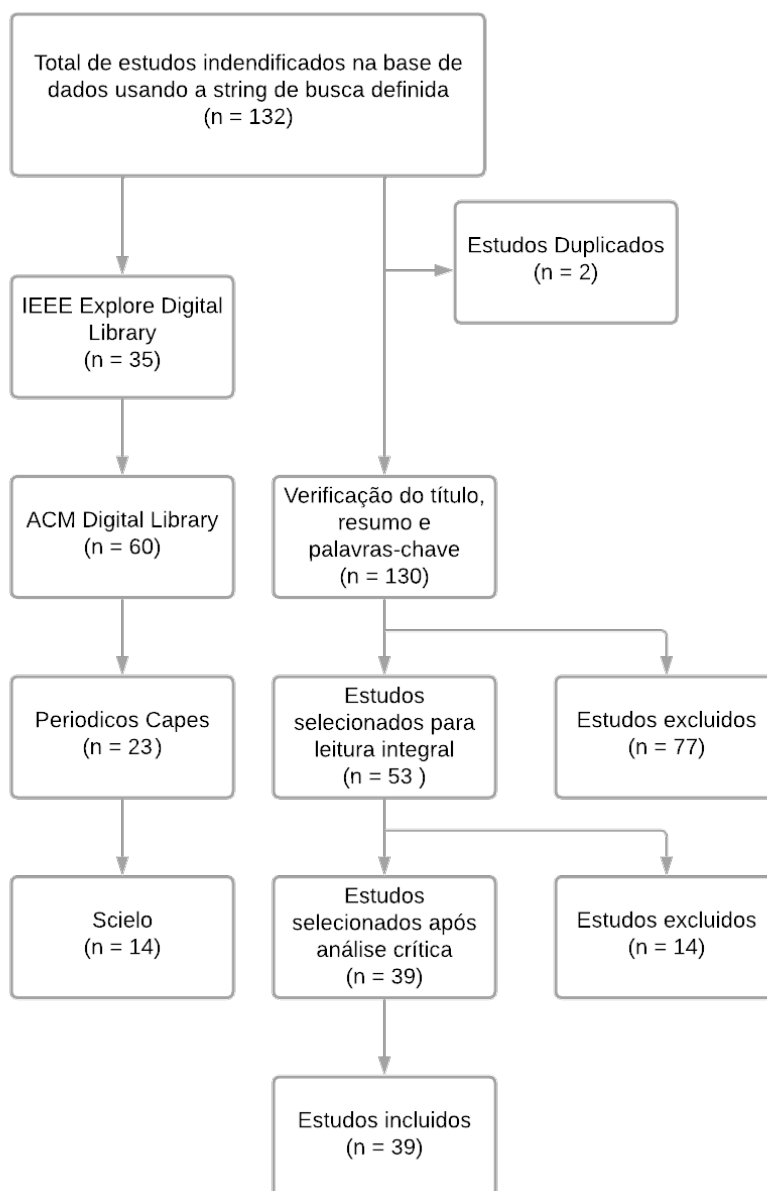 Total de estudos indendificados na base de
dados usando a string de busca definida
(n = 132)
Estudos Duplicados
(n = 2)
IEEE Explore Digital
Library
(n = 35)
ACM Digital Library
(n = 60)
Verificação do título,
resumo e
palavras-chave
(n = 130)
Periodicos Capes
(n = 23)
Estudos
selecionados para
leitura integral
(n = 53 )
Estudos excluidos
(n = 77)
Scielo
(n = 14)
Estudos
selecionados após
análise crítica
(n = 39)
Estudos excluidos
(n = 14)
Estudos incluidos
(n = 39)